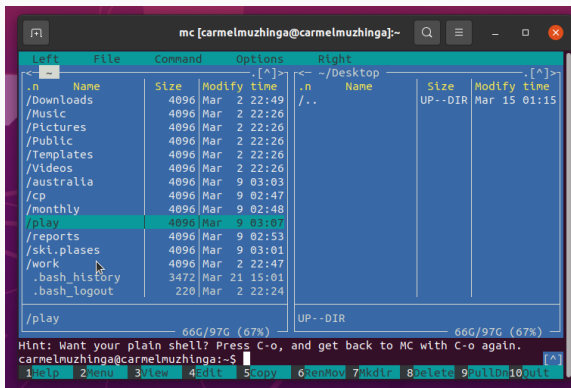 mc [carmelmuzhinga@carmelmuzhinga]:~
Left File Command Options Right
<- ~ .[^]>
.n Name Size Modify time
/Downloads 4096 Mar 2 22:49
/Music 4096 Mar 2 22:26
/Pictures 4096 Mar 2 22:26
/Public 4096 Mar 2 22:26
/Templates 4096 Mar 2 22:26
/Videos 4096 Mar 2 22:26
/australia 4096 Mar 9 03:03
/cp 4096 Mar 9 02:47
/monthly 4096 Mar 9 02:48
/play 4096 Mar 9 03:07
/reports 4096 Mar 9 02:53
/ski.plases 4096 Mar 9 03:01
/work 4096 Mar 2 22:47
.bash_history 3472 Mar 21 15:01
.bash_logout 220 Mar 2 22:24
/play
66G/97G (67%)
<- ~/Desktop .[^]>
.n Name Size Modify time
/.. UP--DIR Mar 15 01:15
UP--DIR
66G/97G (67%)
Hint: Want your plain shell? Press C-o, and get back to MC with C-o again.
carmelmuzhinga@carmelmuzhinga:~$ [^]
1Help 2Menu 3View 4Edit 5Copy 6RenMov 7Mkdir 8Delete 9PullDn 10Quit